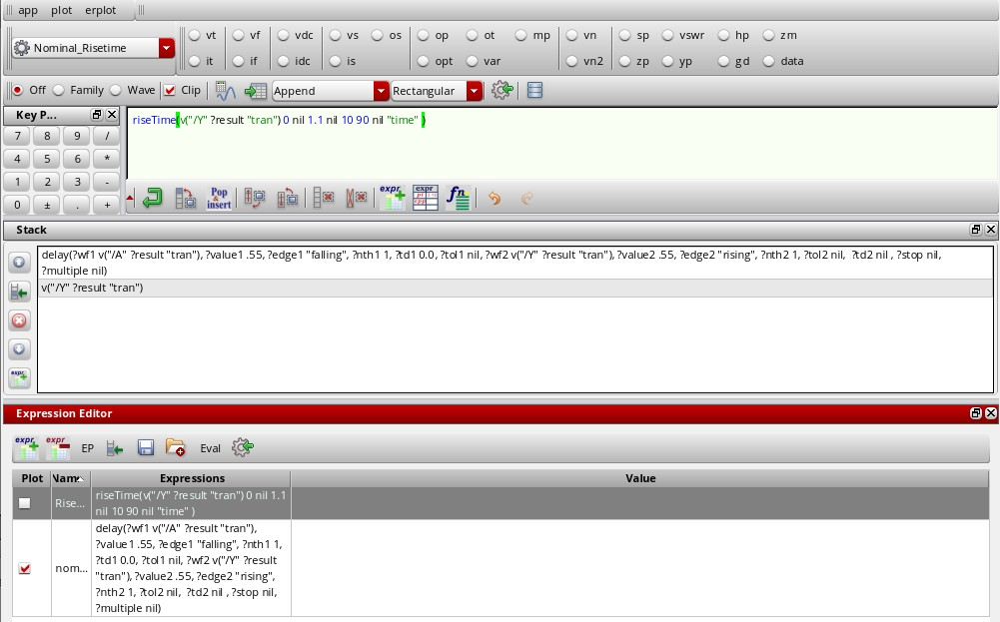 app plot erplot
Nominal_Risetime
vt vf vdc vs os op ot mp vn sp vswr hp zm
it if idc is opt var vn2 zp yp gd data
Off Family Wave Clip Append Rectangular
Key P...
7 8 9 /
4 5 6 *
1 2 3 -
0 ± . +
riseTime(v("/Y" ?result "tran") 0 nil 1.1 nil 10 90 nil "time" )
Pop & insert expr expr fn
Stack
delay(?wf1 v("/A" ?result "tran"), ?value1 .55, ?edge1 "falling", ?nth1 1, ?td1 0.0, ?tol1 nil, ?wf2 v("/Y" ?result "tran"), ?value2 .55, ?edge2 "rising", ?nth2 1, ?tol2 nil, ?td2 nil , ?stop nil,
?multiple nil)
v("/Y" ?result "tran")
expr
Expression Editor
expr expr EP Eval
Plot Name Expressions Value
Rise... riseTime(v("/Y" ?result "tran") 0 nil 1.1
nil 10 90 nil "time" )
delay(?wf1 v("/A" ?result "tran"),
?value1 .55, ?edge1 "falling", ?nth1 1,
?td1 0.0, ?tol1 nil, ?wf2 v("/Y" ?result
nom... "tran"), ?value2 .55, ?edge2 "rising",
?nth2 1, ?tol2 nil, ?td2 nil , ?stop nil,
?multiple nil)